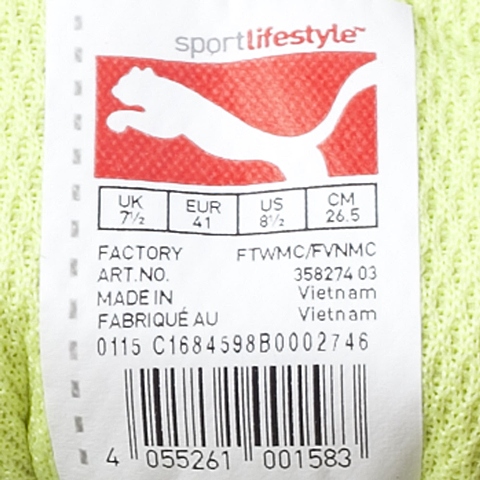 sportlifestyle™
UK EUR US CM
7½ 41 8½ 26.5
FACTORY FTWMC/FVNMC
ART.NO. 358274 03
MADE IN Vietnam
FABRIQUÉ AU Vietnam
0115 C1684598B0002746
4 055261 001583